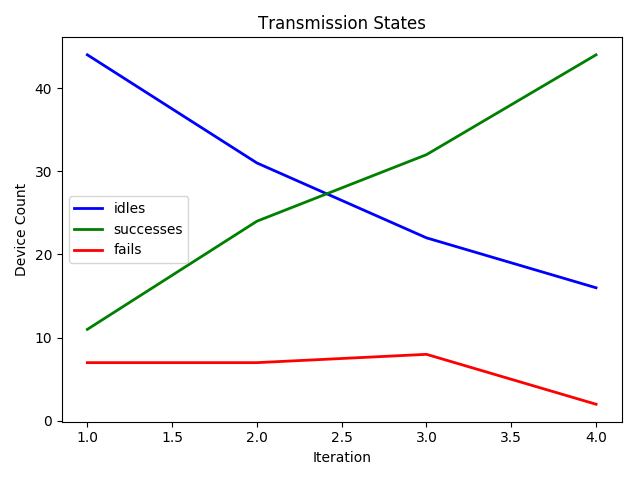 Transmission States
Device Count
40
30
20
10
0
idles
successes
fails
1.0 1.5 2.0 2.5 3.0 3.5 4.0
Iteration